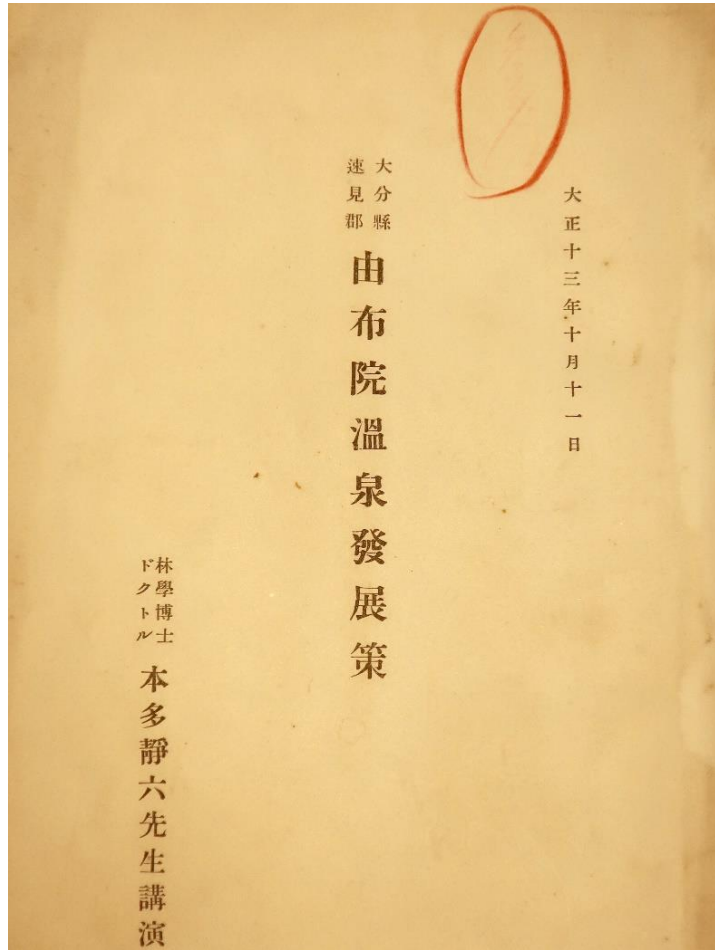 大正十三年十月十一日
大分縣
速見郡
由布院溫泉發展策
林學博士
ドクトル
本多靜六先生講演